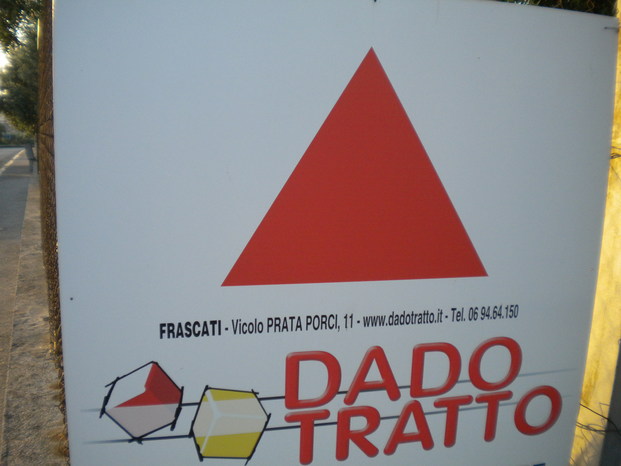 FRASCATI - Vicolo PRATA PORCI, 11 - www.dadotratto.it - Tel. 06 94.64.150
DADO
TRATTO